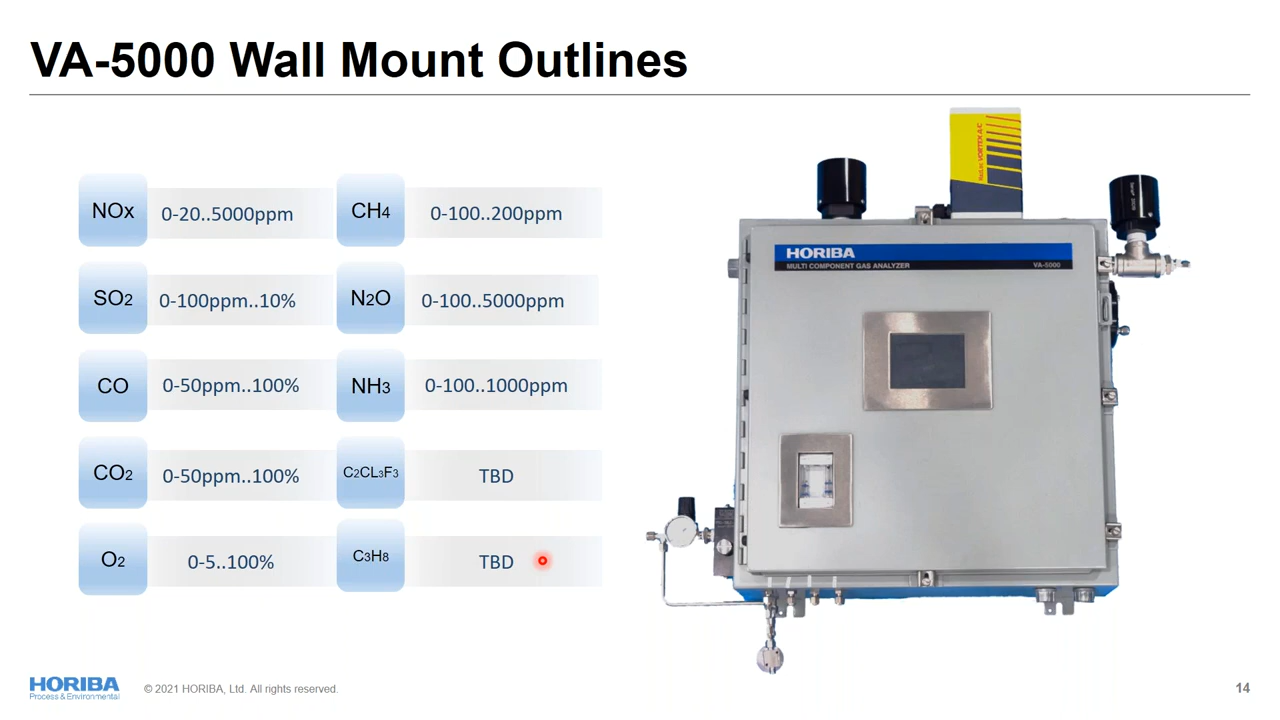 VA-5000 Wall Mount Outlines
NOx 0-20..5000ppm CH4 0-100..200ppm
SO2 0-100ppm..10% N2O 0-100..5000ppm
CO 0-50ppm..100% NH3 0-100..1000ppm
CO2 0-50ppm..100% C2CL3F3 TBD
O2 0-5..100% C3H8 TBD
VORTEX A/C
HORIBA
MULTI COMPONENT GAS ANALYZER VA-5000
HORIBA
Process & Environmental
© 2021 HORIBA, Ltd. All rights reserved.
14